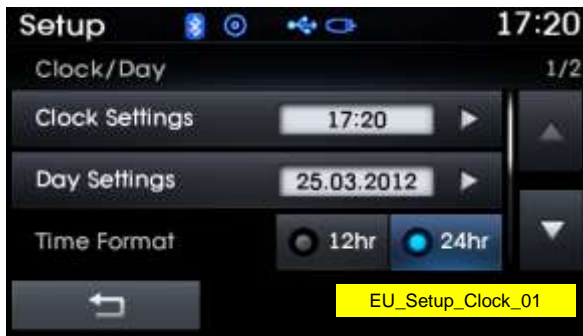 Setup 17:20
Clock/Day 1/2
Clock Settings 17:20
Day Settings 25.03.2012
Time Format 12hr 24hr
EU_Setup_Clock_01